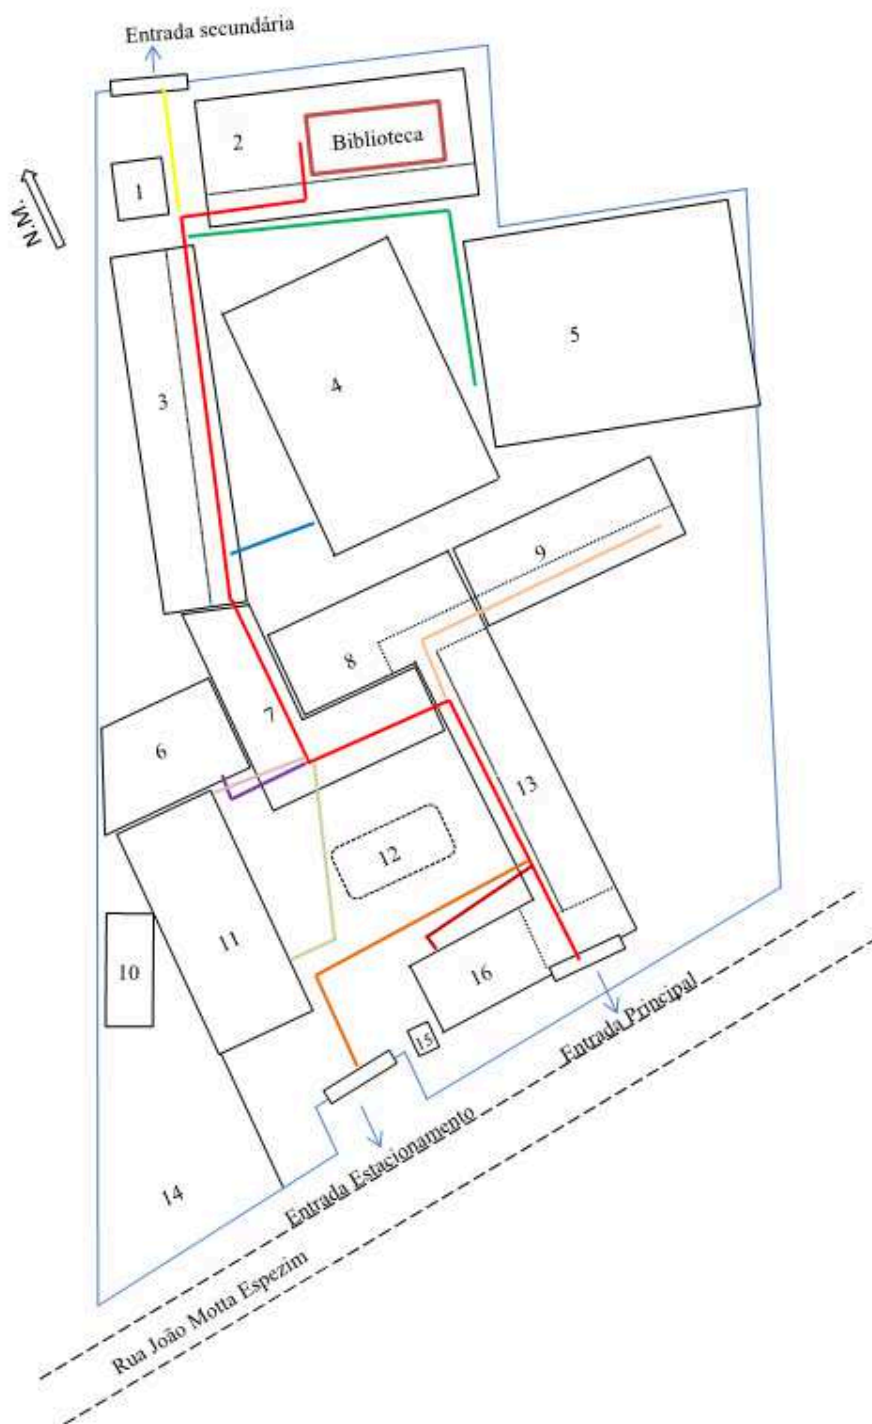 Entrada secundária
2
Biblioteca
1
N.M.
3
4
5
9
8
7
6
13
12
11
10
16
15
Entrada Principal
Entrada Estacionamento
14
Rua João Motta Espezim